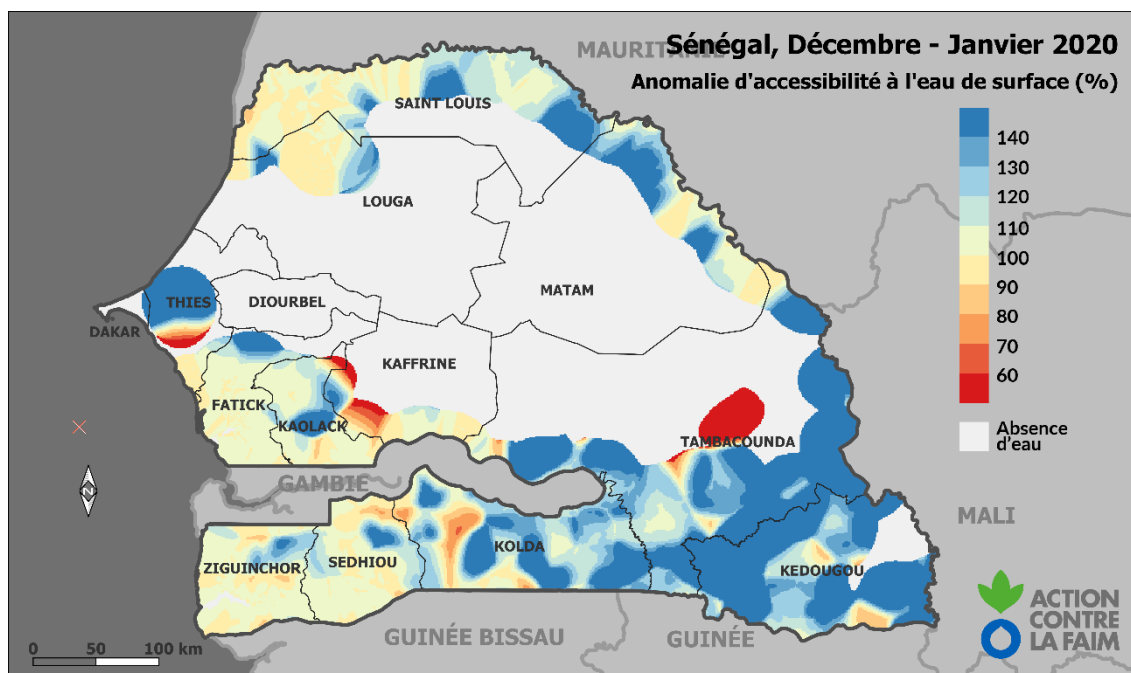 MAURITANIE
Sénégal, Décembre - Janvier 2020
Anomalie d'accessibilité à l'eau de surface (%)
SAINT LOUIS
140
130
120
110
100
90
80
70
60
Absence
d'eau
LOUGA
MATAM
THIES
DIOURBEL
DAKAR
KAFFRINE
FATICK
KAOLACK
TAMBACOUNDA
GAMBIE
N
MALI
KOLDA
SEDHIOU
ZIGUINCHOR
KEDOUGOU
GUINÉE BISSAU
GUINÉE
ACTION
CONTRE
LA FAIM
0 50 100 km